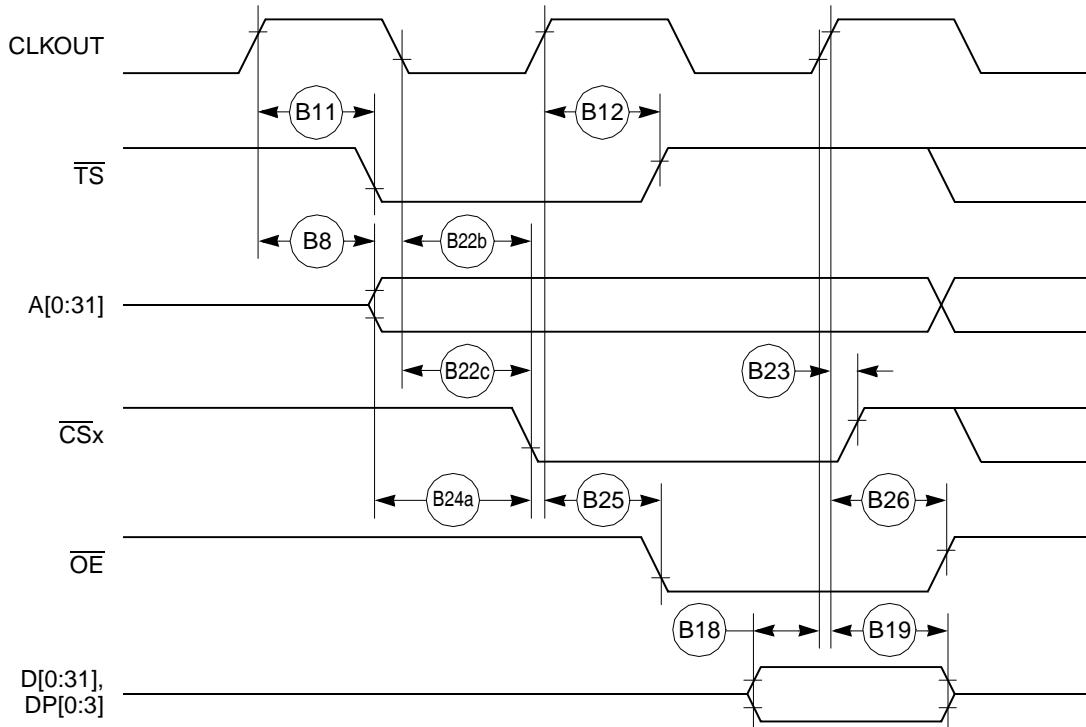 CLKOUT
B11
B12
TS
B8
B22b
A[0:31]
B22c
B23
CSx
B24a
B25
B26
OE
B18
B19
D[0:31],
DP[0:3]